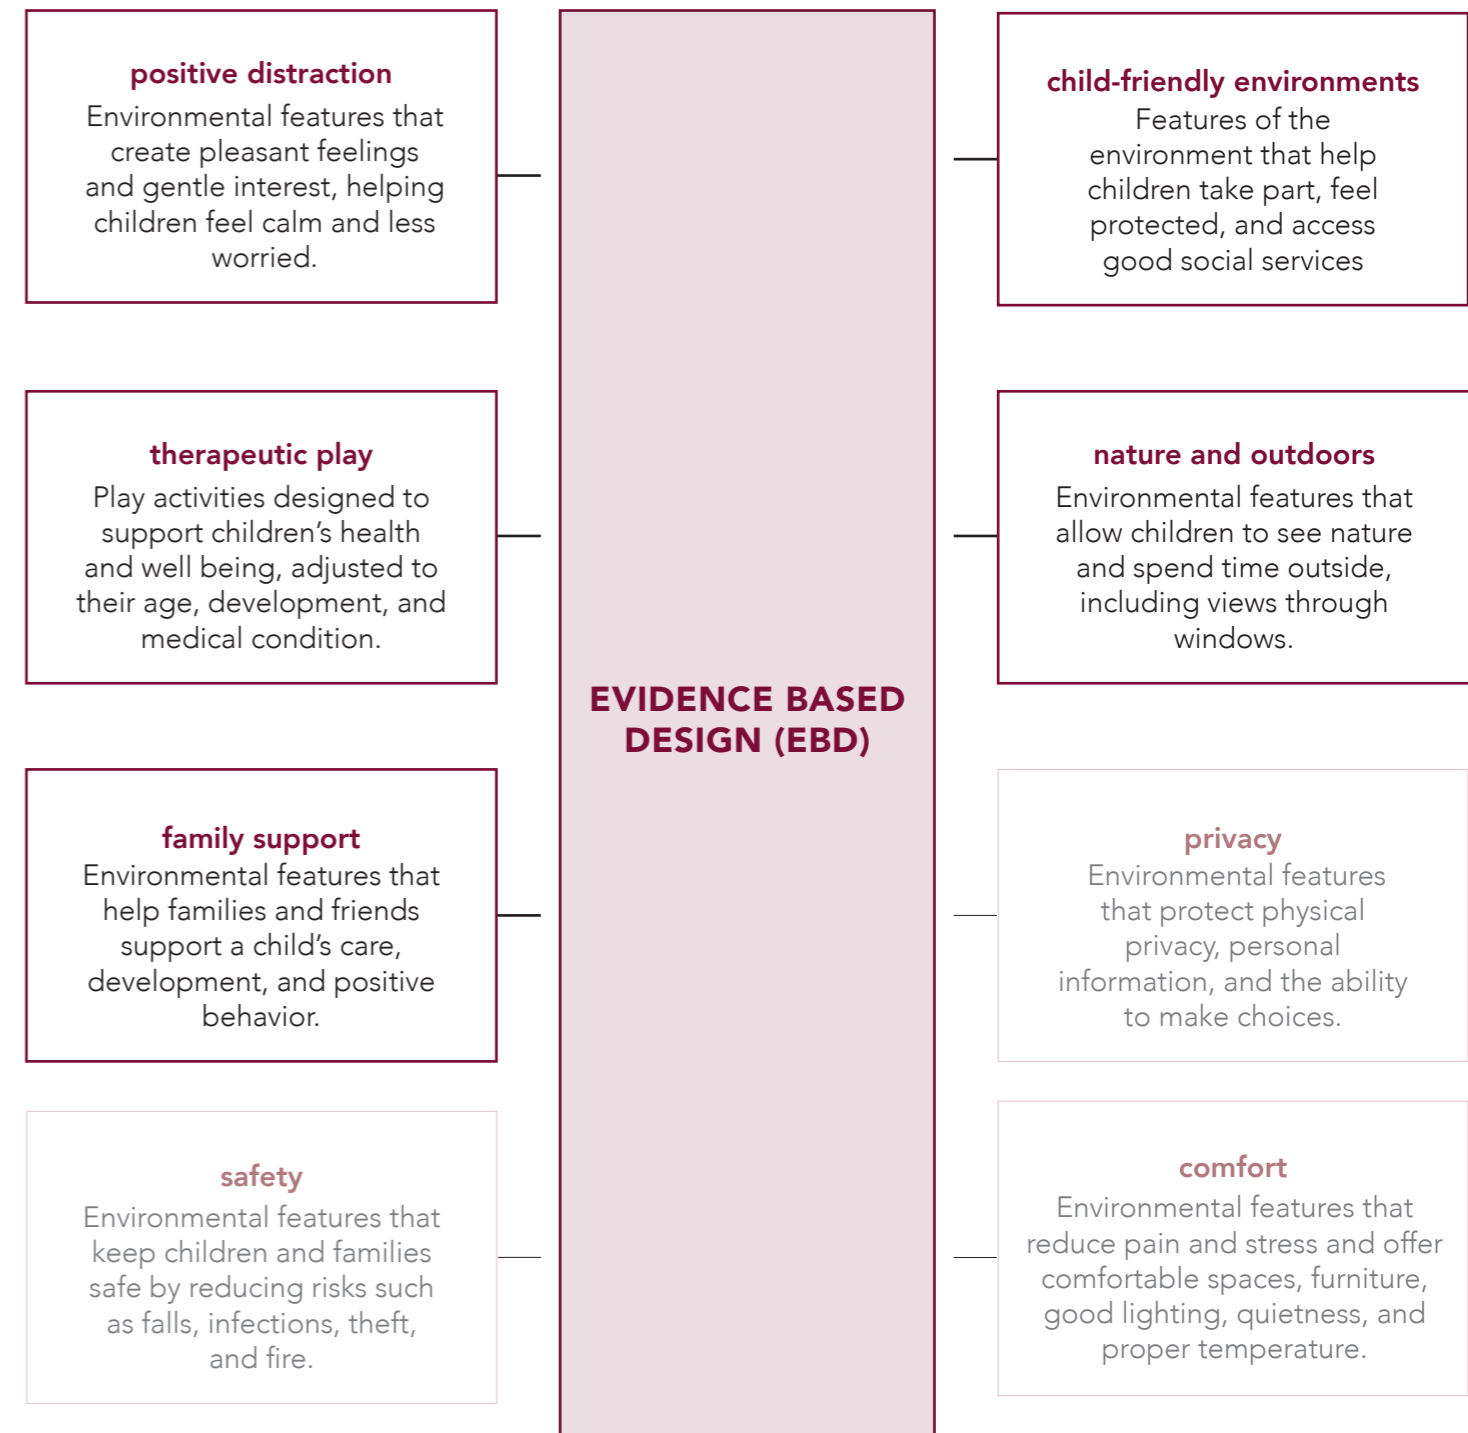 positive distraction
Environmental features that
create pleasant feelings
and gentle interest, helping
children feel calm and less
worried.
therapeutic play
Play activities designed to
support children's health
and well being, adjusted to
their age, development, and
medical condition.
family support
Environmental features that
help families and friends
support a child's care,
development, and positive
behavior.
safety
Environmental features that
keep children and families
safe by reducing risks such
as falls, infections, theft,
and fire.
EVIDENCE BASED
DESIGN (EBD)
child-friendly environments
Features of the
environment that help
children take part, feel
protected, and access
good social services
nature and outdoors
Environmental features that
allow children to see nature
and spend time outside,
including views through
windows.
privacy
Environmental features
that protect physical
privacy, personal
information, and the ability
to make choices.
comfort
Environmental features that
reduce pain and stress and offer
comfortable spaces, furniture,
good lighting, quietness, and
proper temperature.